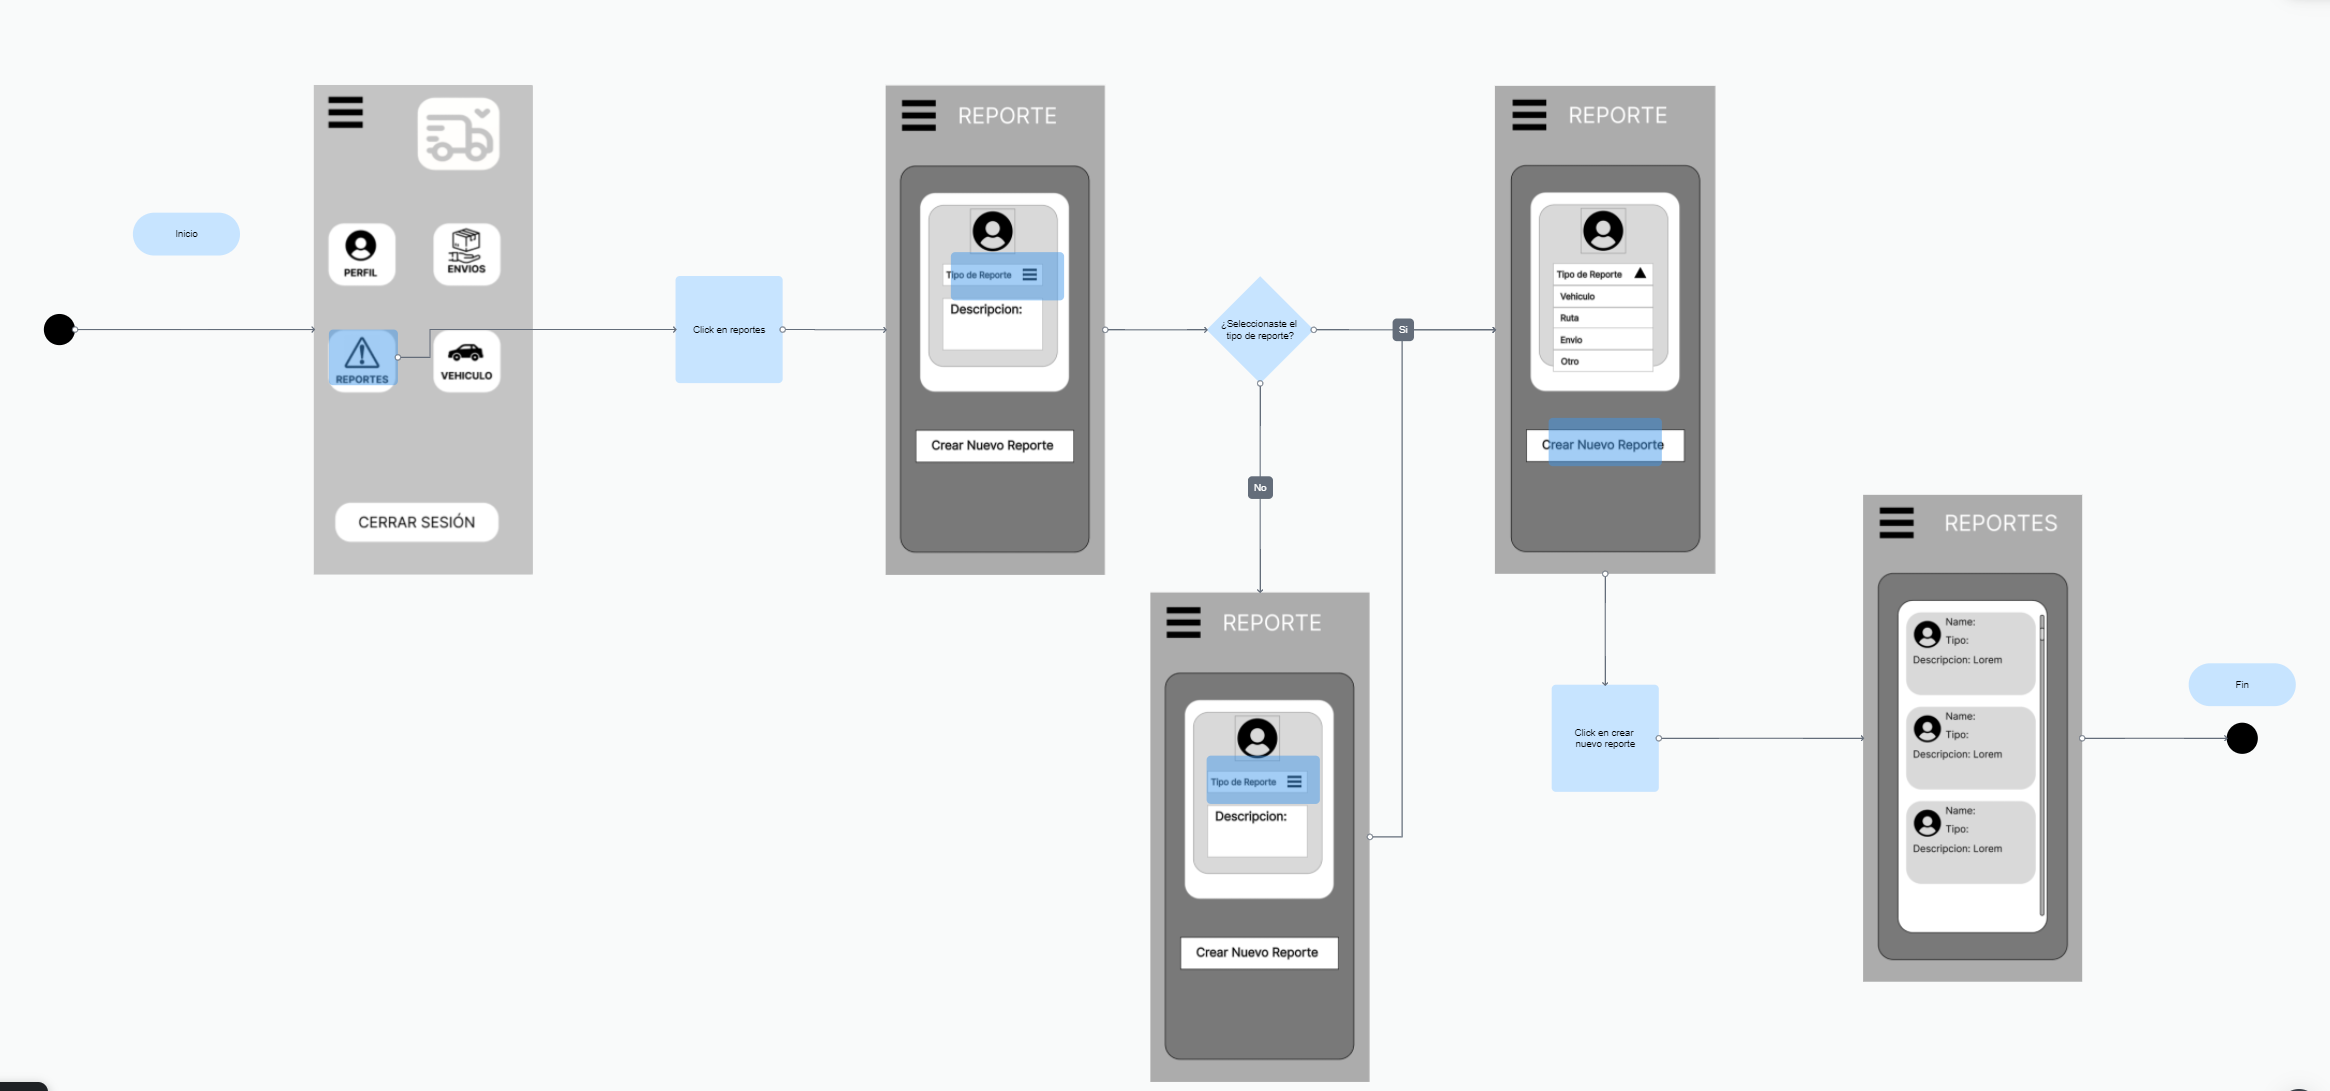 Inicio
PERFIL
ENVIOS
REPORTES
VEHICULO
CERRAR SESIÓN
Click en reportes
REPORTE
Tipo de Reporte
Descripcion:
Crear Nuevo Reporte
¿Seleccionaste el
tipo de reporte?
Si
No
REPORTE
Tipo de Reporte
Descripcion:
Crear Nuevo Reporte
REPORTE
Tipo de Reporte
Vehiculo
Ruta
Envio
Otro
Crear Nuevo Reporte
Click en crear
nuevo reporte
REPORTES
Name:
Tipo:
Descripcion: Lorem
Name:
Tipo:
Descripcion: Lorem
Name:
Tipo:
Descripcion: Lorem
Fin